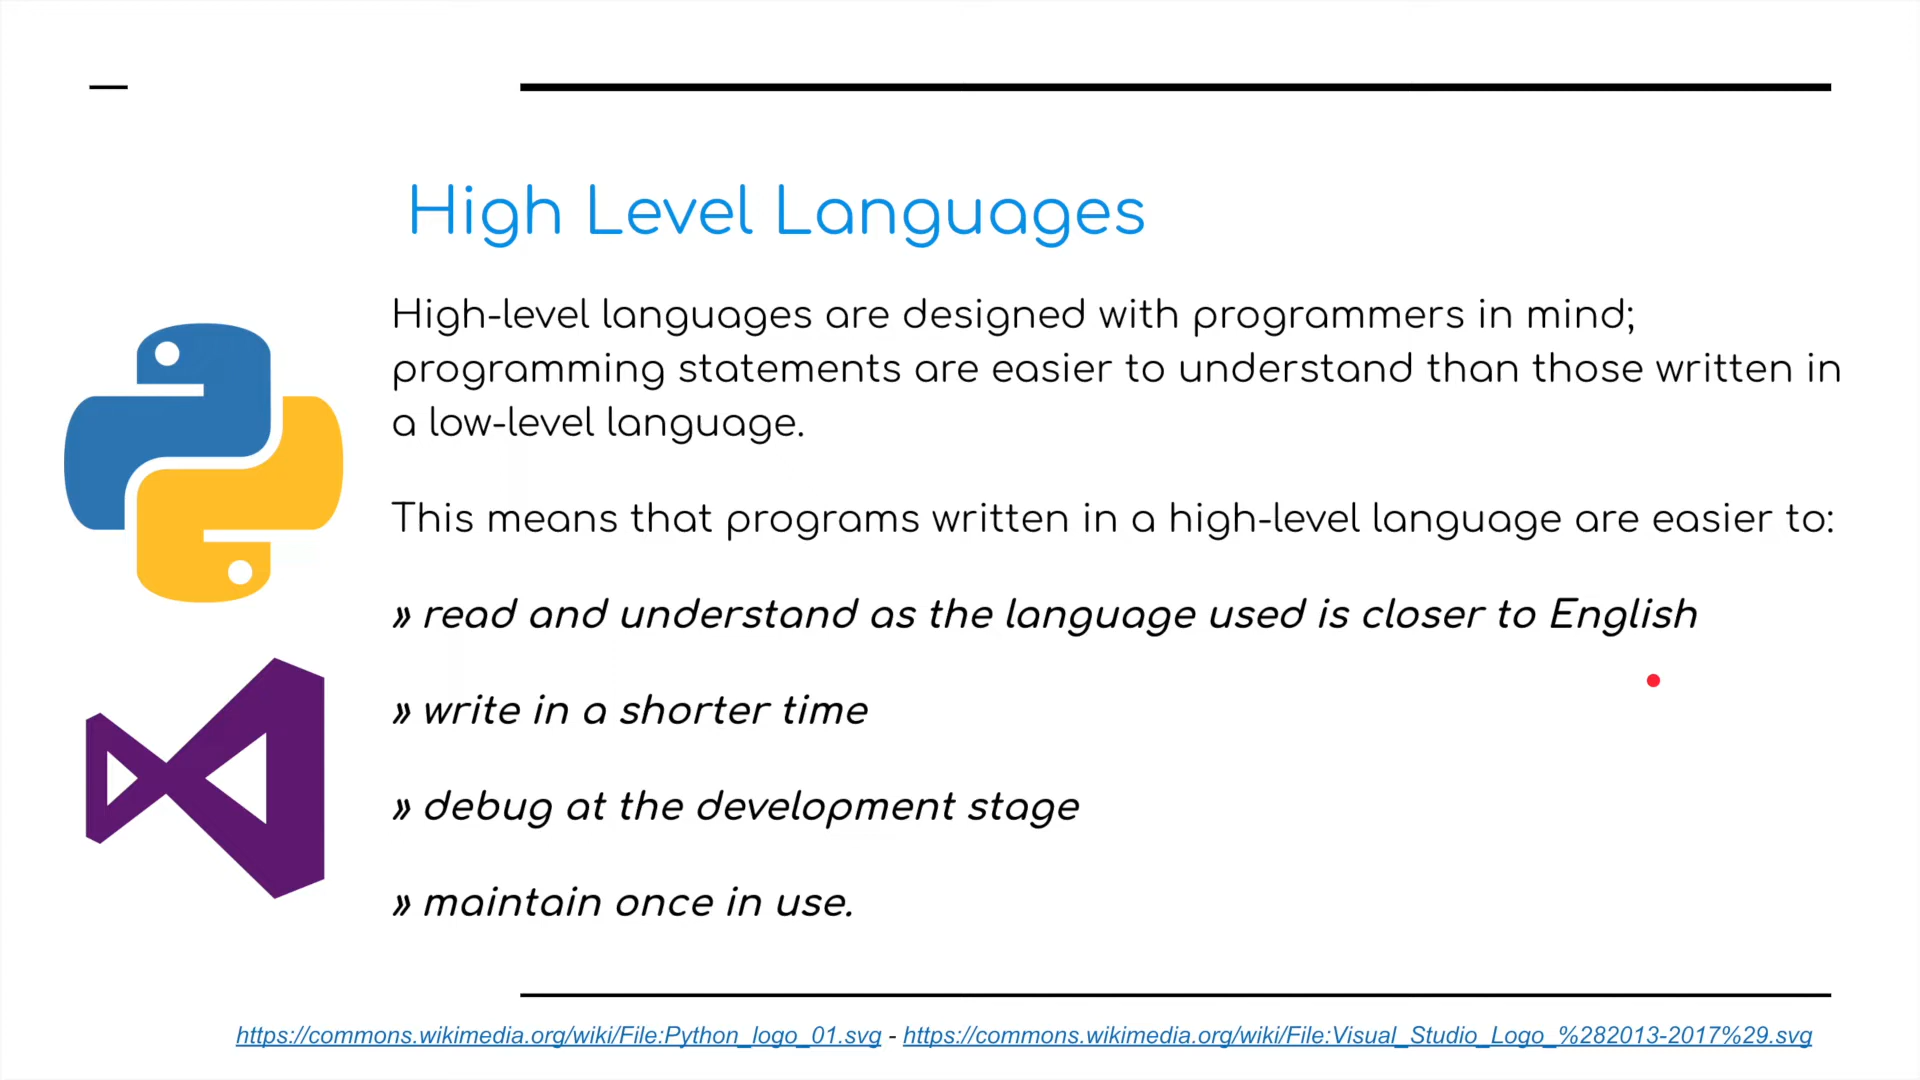 High Level Languages
High-level languages are designed with programmers in mind;
programming statements are easier to understand than those written in
a low-level language.
This means that programs written in a high-level language are easier to:
» read and understand as the language used is closer to English
» write in a shorter time
» debug at the development stage
» maintain once in use.
https://commons.wikimedia.org/wiki/File:Python_logo_01.svg - https://commons.wikimedia.org/wiki/File:Visual_Studio_Logo_%282013-2017%29.svg